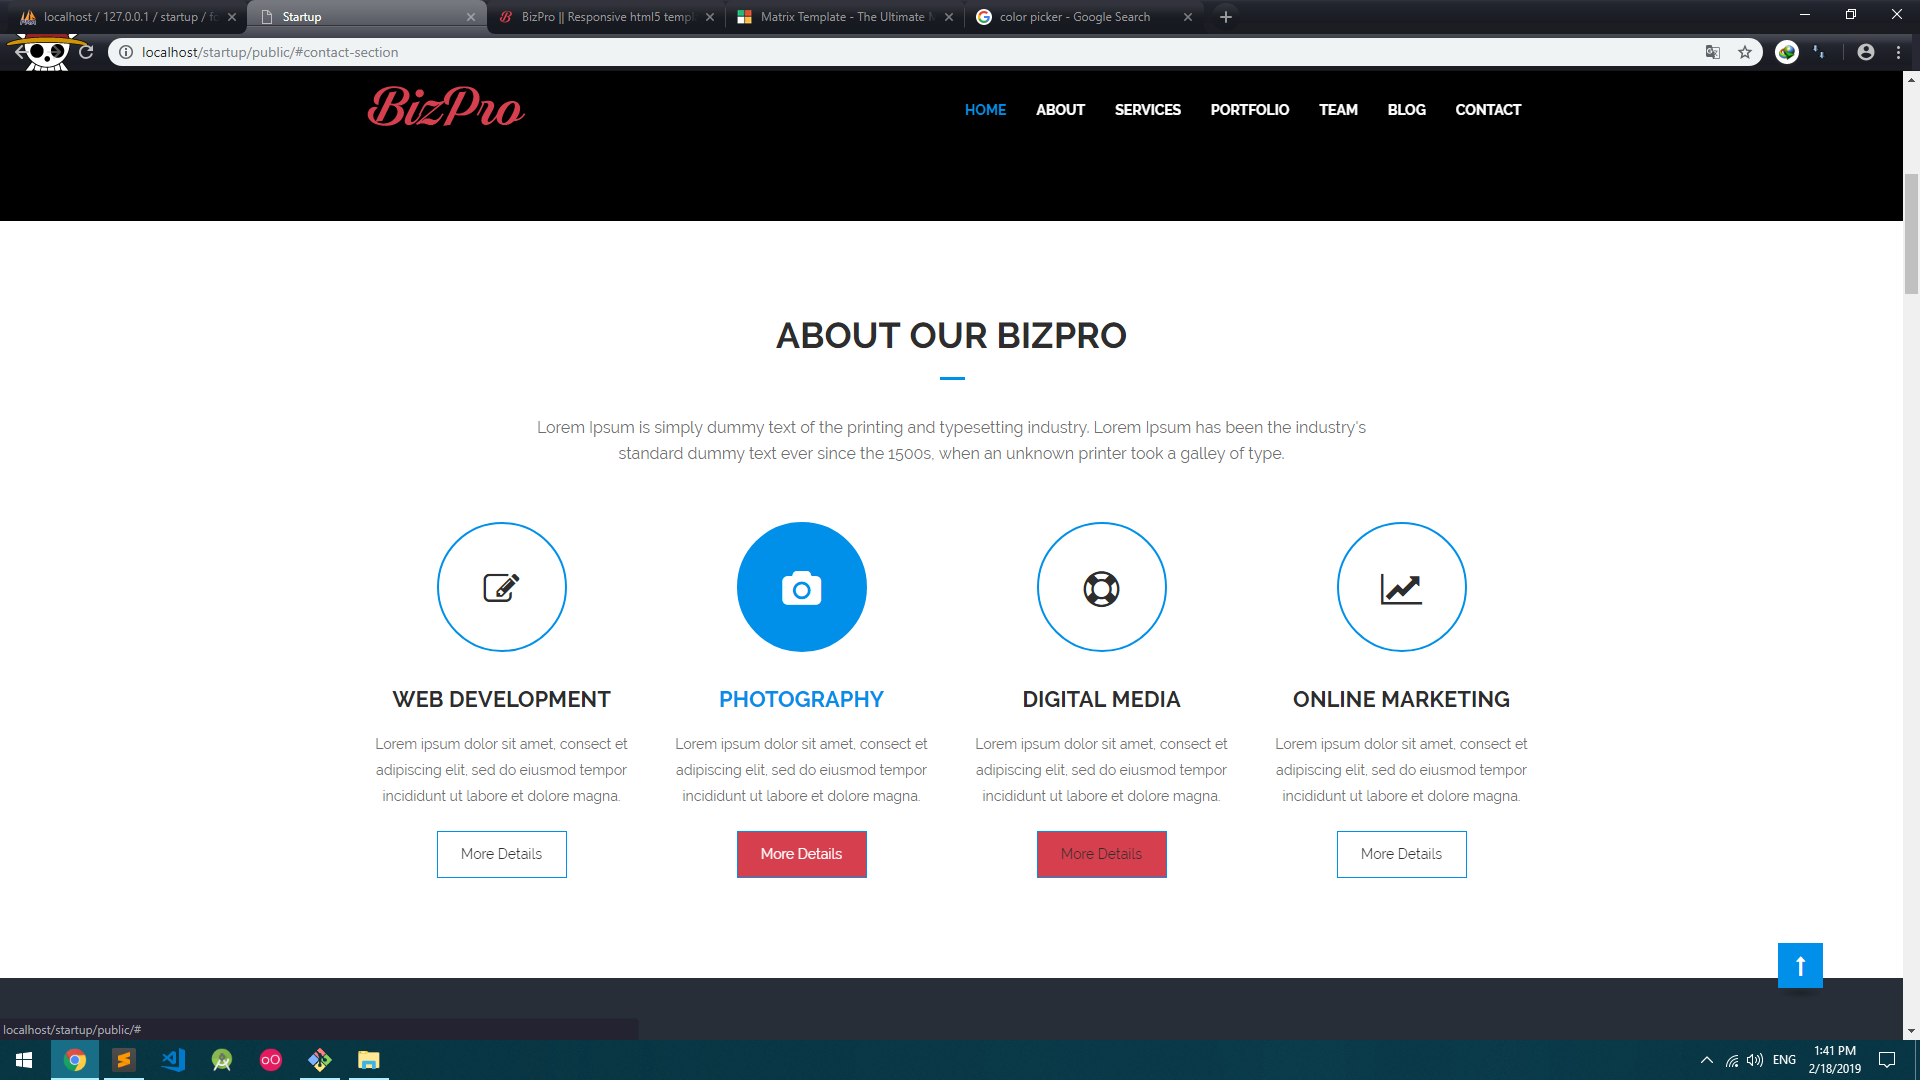 localhost / 127.0.0.1 / startup / fo
Startup
BizPro || Responsive html5 templ
Matrix Template - The Ultimate M
color picker - Google Search
localhost/startup/public/#contact-section
BizPro
HOME ABOUT SERVICES PORTFOLIO TEAM BLOG CONTACT
ABOUT OUR BIZPRO
Lorem Ipsum is simply dummy text of the printing and typesetting industry. Lorem Ipsum has been the industry's
standard dummy text ever since the 1500s, when an unknown printer took a galley of type.
WEB DEVELOPMENT
Lorem ipsum dolor sit amet, consect et
adipiscing elit, sed do eiusmod tempor
incididunt ut labore et dolore magna.
More Details
PHOTOGRAPHY
Lorem ipsum dolor sit amet, consect et
adipiscing elit, sed do eiusmod tempor
incididunt ut labore et dolore magna.
More Details
DIGITAL MEDIA
Lorem ipsum dolor sit amet, consect et
adipiscing elit, sed do eiusmod tempor
incididunt ut labore et dolore magna.
More Details
ONLINE MARKETING
Lorem ipsum dolor sit amet, consect et
adipiscing elit, sed do eiusmod tempor
incididunt ut labore et dolore magna.
More Details
localhost/startup/public/#
ENG
1:41 PM
2/18/2019